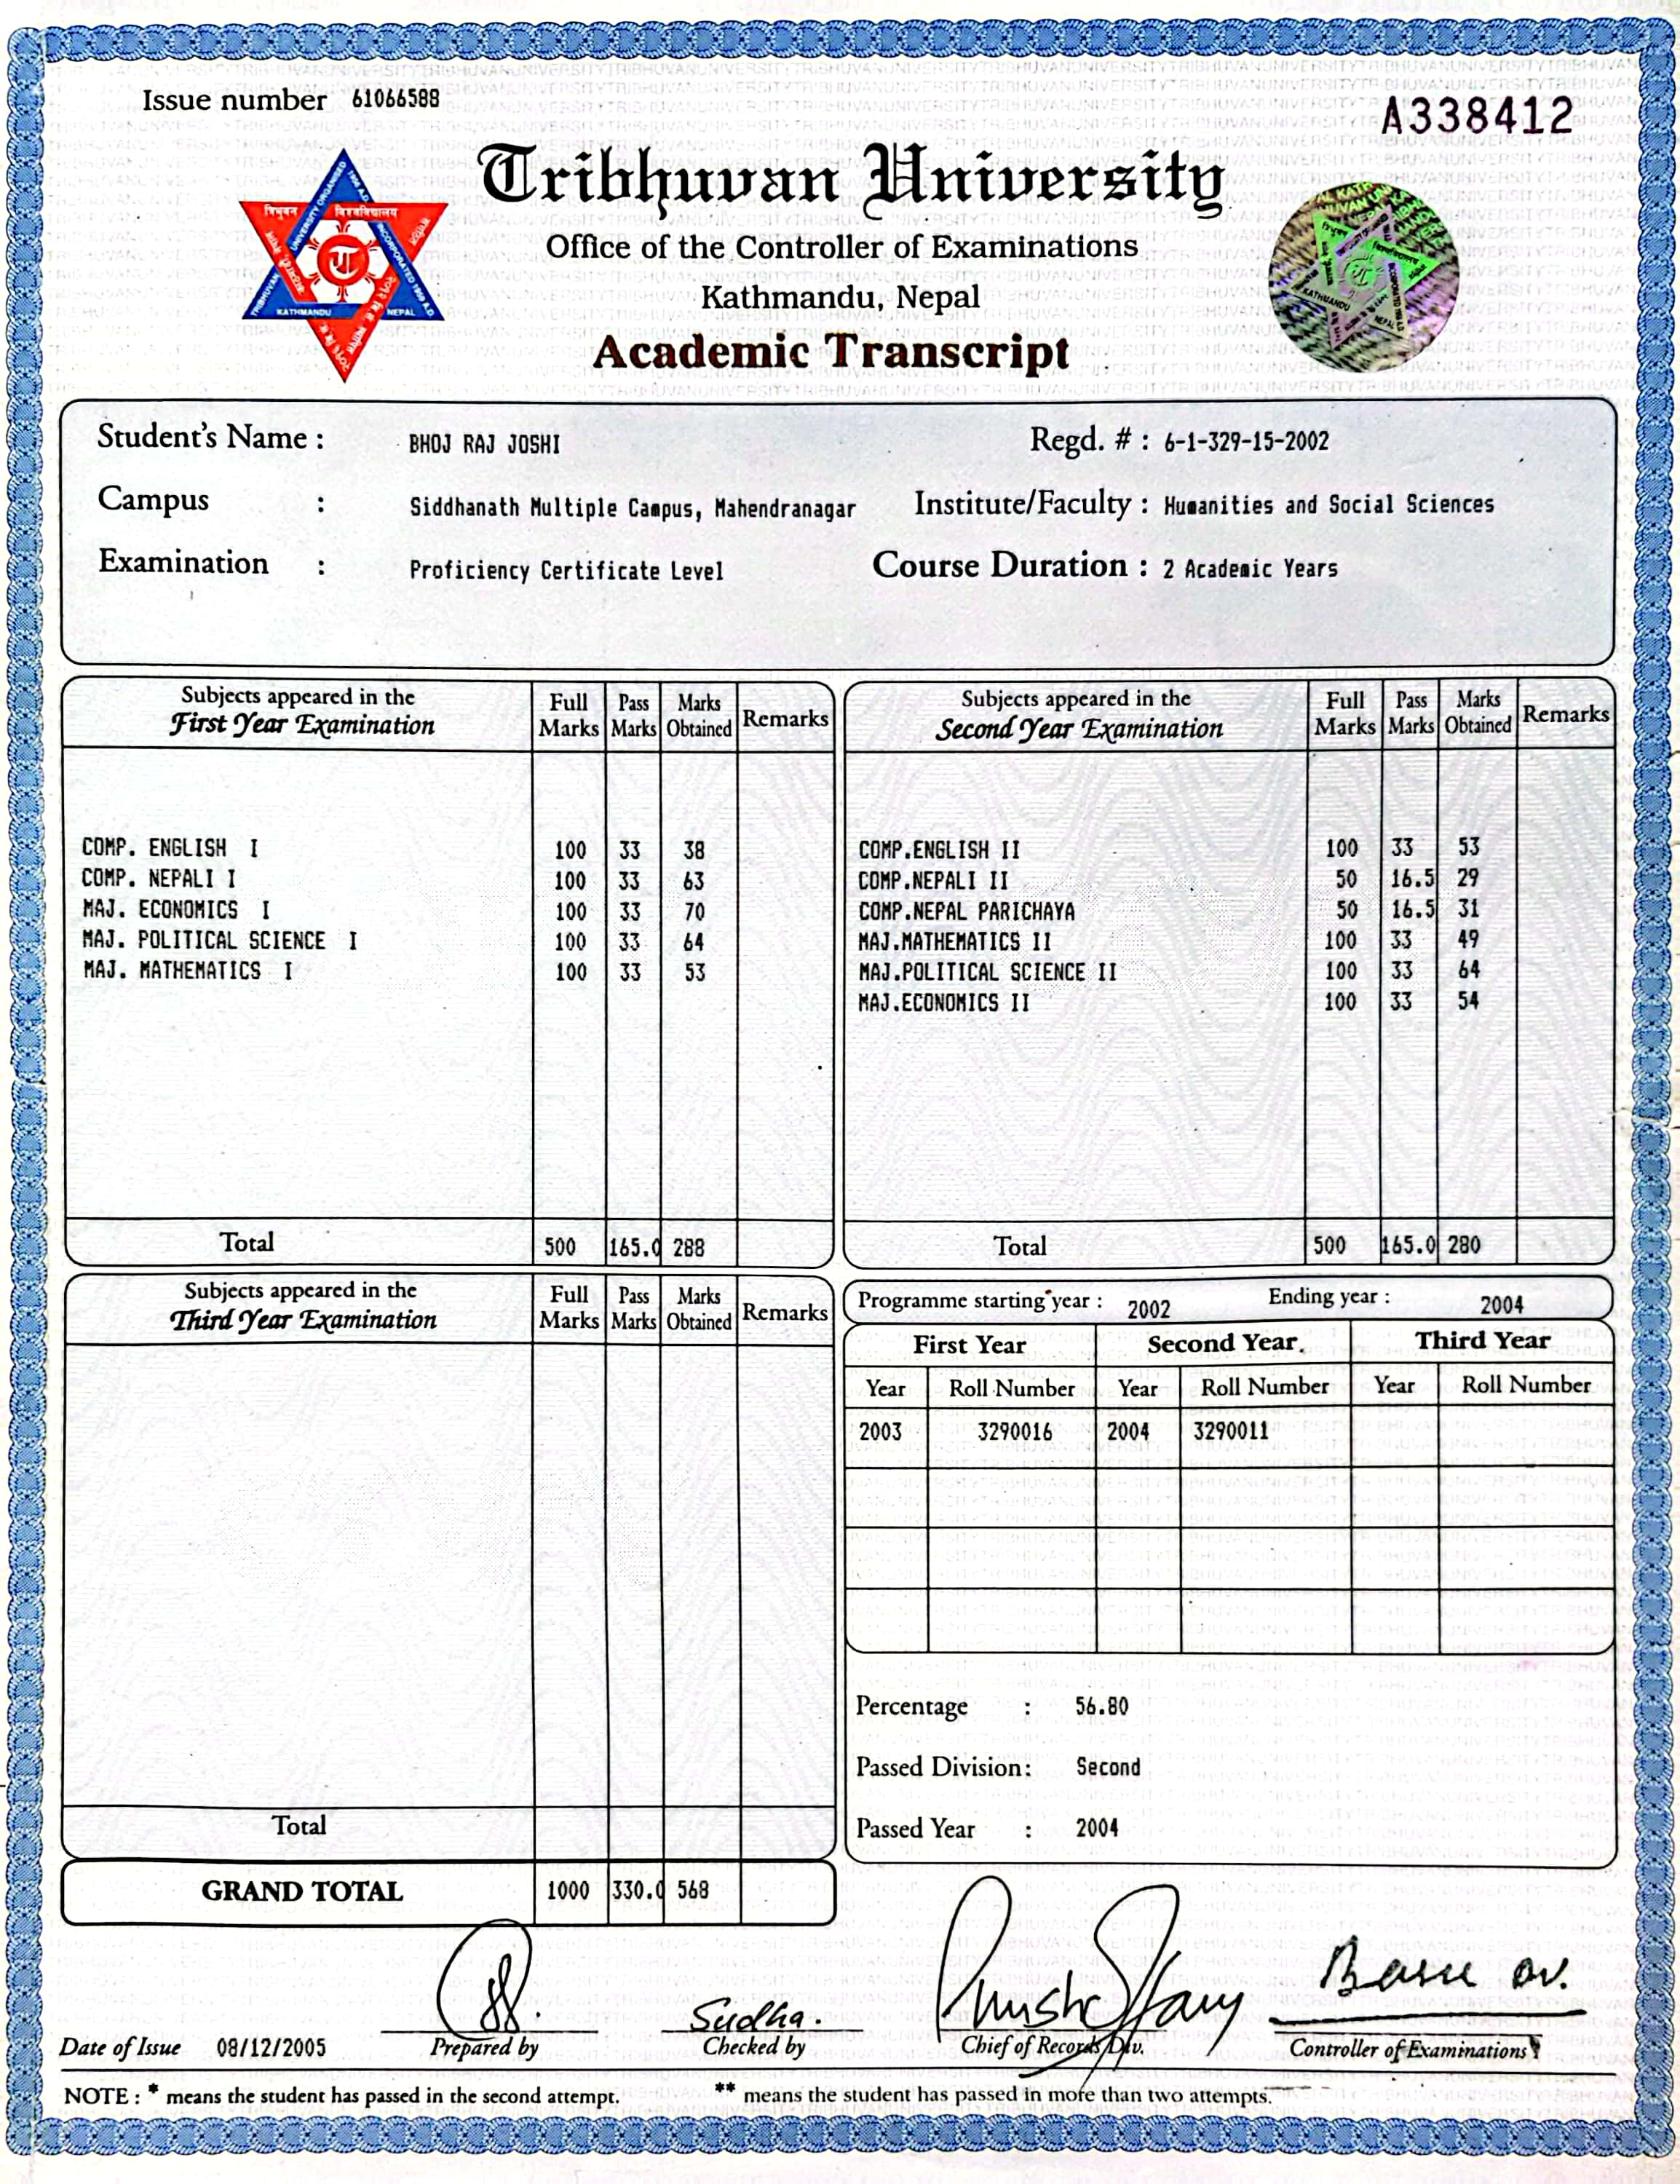 Issue number 61066588
A338412
Tribhuvan University
Office of the Controller of Examinations
Kathmandu, Nepal
Academic Transcript
त्रिभुवन विश्वविद्यालय
TRIBHUVAN UNIVERSITY ORGANISED
INCORPORATED 1959 A.D.
KATHMANDU NEPAL
Student's Name : BHOJ RAJ JOSHI Regd. # : 6-1-329-15-2002
Campus : Siddhanath Multiple Campus, Mahendranagar Institute/Faculty : Humanities and Social Sciences
Examination : Proficiency Certificate Level Course Duration : 2 Academic Years
Subjects appeared in the First Year Examination Full Marks Pass Marks Marks Obtained Remarks
COMP. ENGLISH I 100 33 38
COMP. NEPALI I 100 33 63
MAJ. ECONOMICS I 100 33 70
MAJ. POLITICAL SCIENCE I 100 33 64
MAJ. MATHEMATICS I 100 33 53
Total 500 165.0 288
Subjects appeared in the Second Year Examination Full Marks Pass Marks Marks Obtained Remarks
COMP.ENGLISH II 100 33 53
COMP.NEPALI II 50 16.5 29
COMP.NEPAL PARICHAYA 50 16.5 31
MAJ.MATHEMATICS II 100 33 49
MAJ.POLITICAL SCIENCE II 100 33 64
MAJ.ECONOMICS II 100 33 54
Total 500 165.0 280
Subjects appeared in the Third Year Examination Full Marks Pass Marks Marks Obtained Remarks
Total
GRAND TOTAL 1000 330.0 568
Programme starting year : 2002 Ending year : 2004
First Year Second Year Third Year
Year Roll Number Year Roll Number Year Roll Number
2003 3290016 2004 3290011
Percentage : 56.80
Passed Division: Second
Passed Year : 2004
Sudha.
Date of Issue 08/12/2005 Prepared by Checked by Chief of Records Div. Controller of Examinations
NOTE : * means the student has passed in the second attempt. ** means the student has passed in more than two attempts.